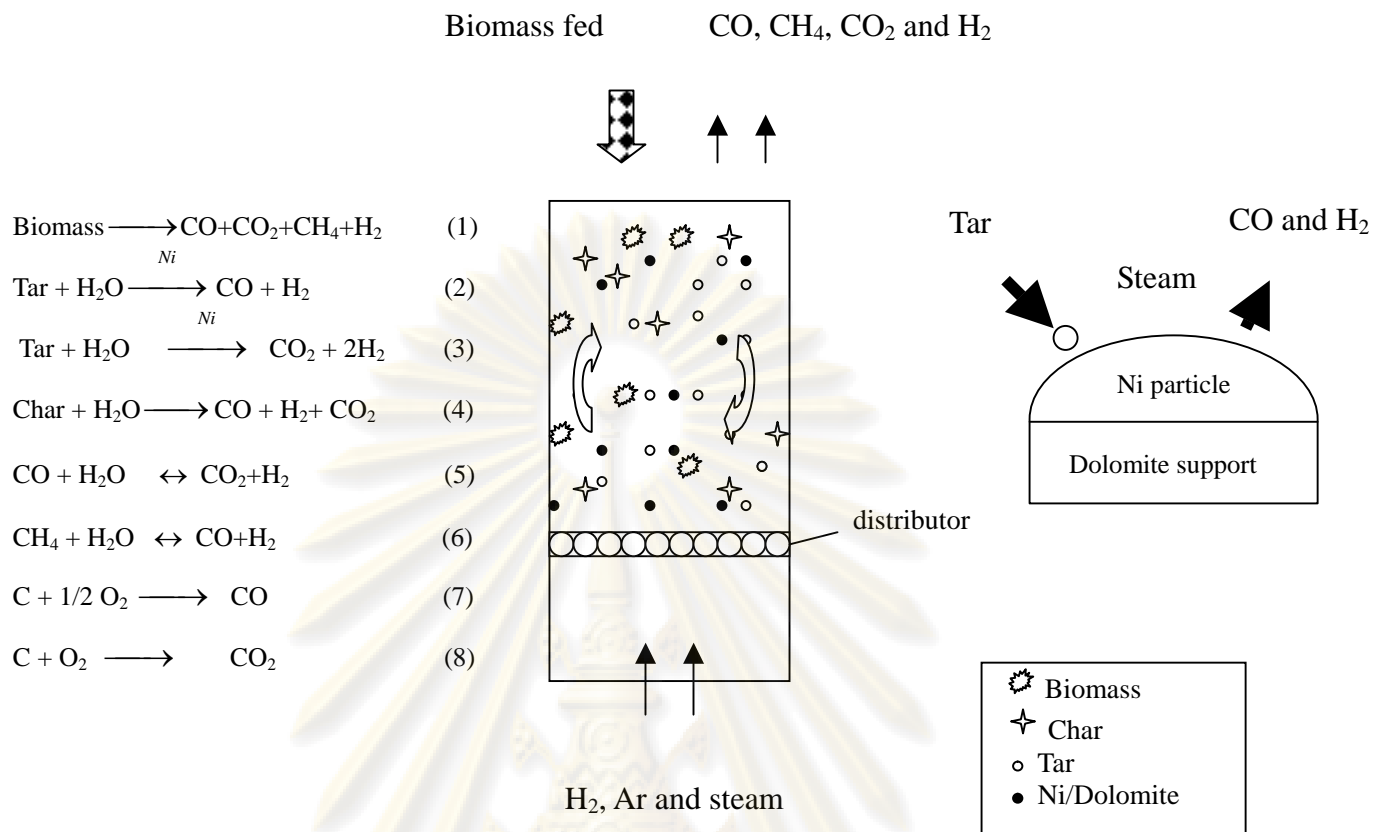 Biomass fed CO, CH₄, CO₂ and H₂
Biomass ⟶ CO+CO₂+CH₄+H₂ (1)
Ni
Tar + H₂O ⟶ CO + H₂ (2)
Ni
Tar + H₂O ⟶ CO₂ + 2H₂ (3)
Char + H₂O ⟶ CO + H₂+ CO₂ (4)
CO + H₂O ↔ CO₂+H₂ (5)
CH₄ + H₂O ↔ CO+H₂ (6)
C + 1/2 O₂ ⟶ CO (7)
C + O₂ ⟶ CO₂ (8)
distributor
H₂, Ar and steam
Tar
CO and H₂
Steam
Ni particle
Dolomite support
Biomass
Char
Tar
Ni/Dolomite